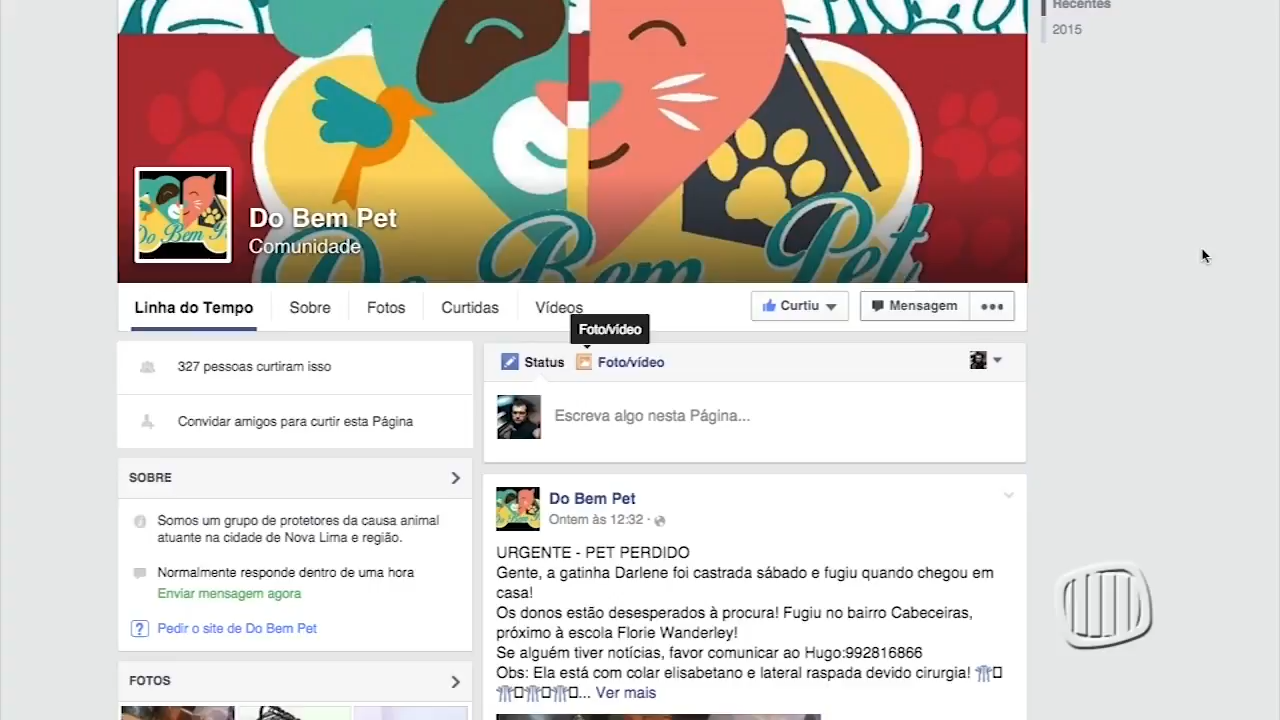 Recentes
2015
Do Bem Pet
Do Bem Pet
Do Bem Pet
Comunidade
Linha do Tempo
Sobre
Fotos
Curtidas
Vídeos
Curtiu
Mensagem
Foto/vídeo
327 pessoas curtiram isso
Convidar amigos para curtir esta Página
SOBRE
Somos um grupo de protetores da causa animal
atuante na cidade de Nova Lima e região.
Normalmente responde dentro de uma hora
Enviar mensagem agora
? Pedir o site de Do Bem Pet
FOTOS
Status
Foto/vídeo
Escreva algo nesta Página...
Do Bem Pet
Ontem às 12:32 ·
URGENTE - PET PERDIDO
Gente, a gatinha Darlene foi castrada sábado e fugiu quando chegou em
casa!
Os donos estão desesperados à procura! Fugiu no bairro Cabeceiras,
próximo à escola Florie Wanderley!
Se alguém tiver notícias, favor comunicar ao Hugo:992816866
Obs: Ela está com colar elisabetano e lateral raspada devido cirurgia!
... Ver mais